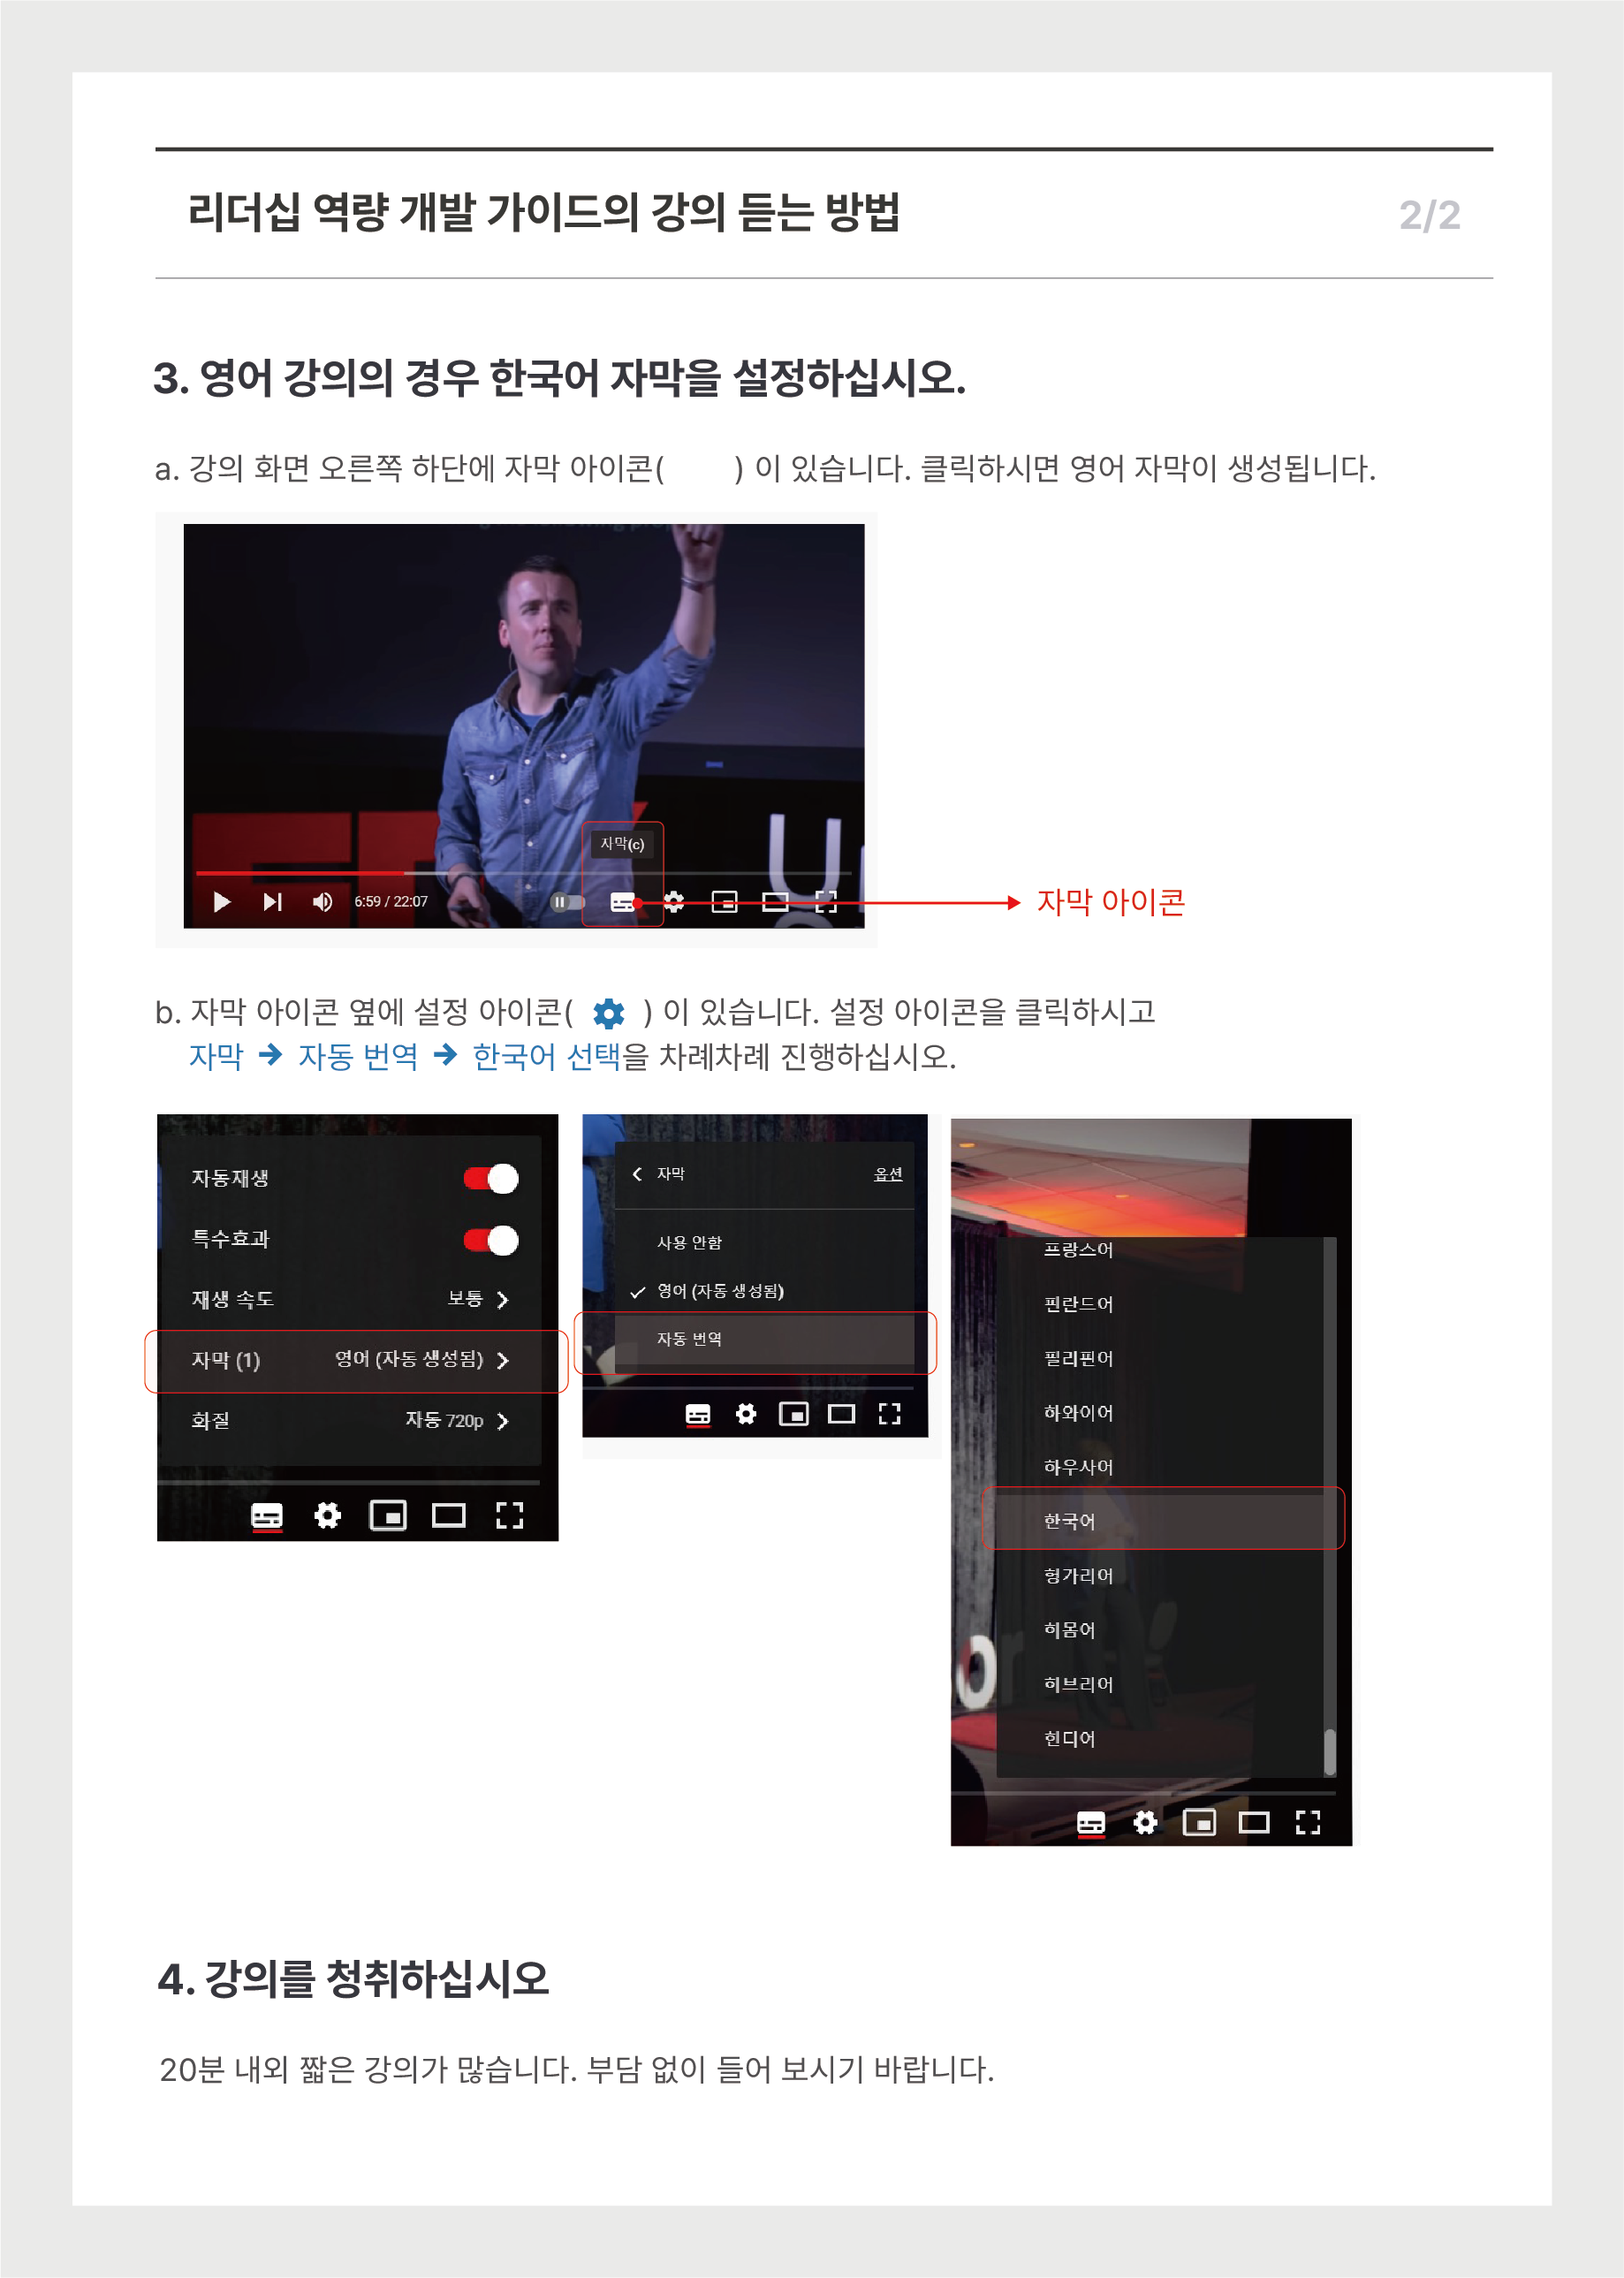 리더십 역량 개발 가이드의 강의 듣는 방법
2/2
3. 영어 강의의 경우 한국어 자막을 설정하십시오.
a. 강의 화면 오른쪽 하단에 자막 아이콘( ) 이 있습니다. 클릭하시면 영어 자막이 생성됩니다.
자막(c)
6:59 / 22:07
자막 아이콘
b. 자막 아이콘 옆에 설정 아이콘( ) 이 있습니다. 설정 아이콘을 클릭하시고
자막 → 자동 번역 → 한국어 선택을 차례차례 진행하십시오.
자동재생
특수효과
재생 속도 보통
자막 (1) 영어 (자동 생성됨)
화질 자동 720p
자막 옵션
사용 안함
영어 (자동 생성됨)
자동 번역
프랑스어
핀란드어
필리핀어
하와이어
하우사어
한국어
헝가리어
히몸어
히브리어
힌디어
4. 강의를 청취하십시오
20분 내외 짧은 강의가 많습니다. 부담 없이 들어 보시기 바랍니다.